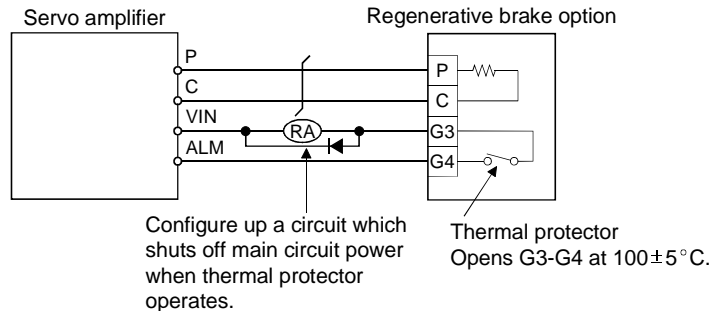 Servo amplifier
Regenerative brake option
P
P
C
C
VIN
RA
G3
ALM
G4
Configure up a circuit which
shuts off main circuit power
when thermal protector
operates.
Thermal protector
Opens G3-G4 at 100±5°C.